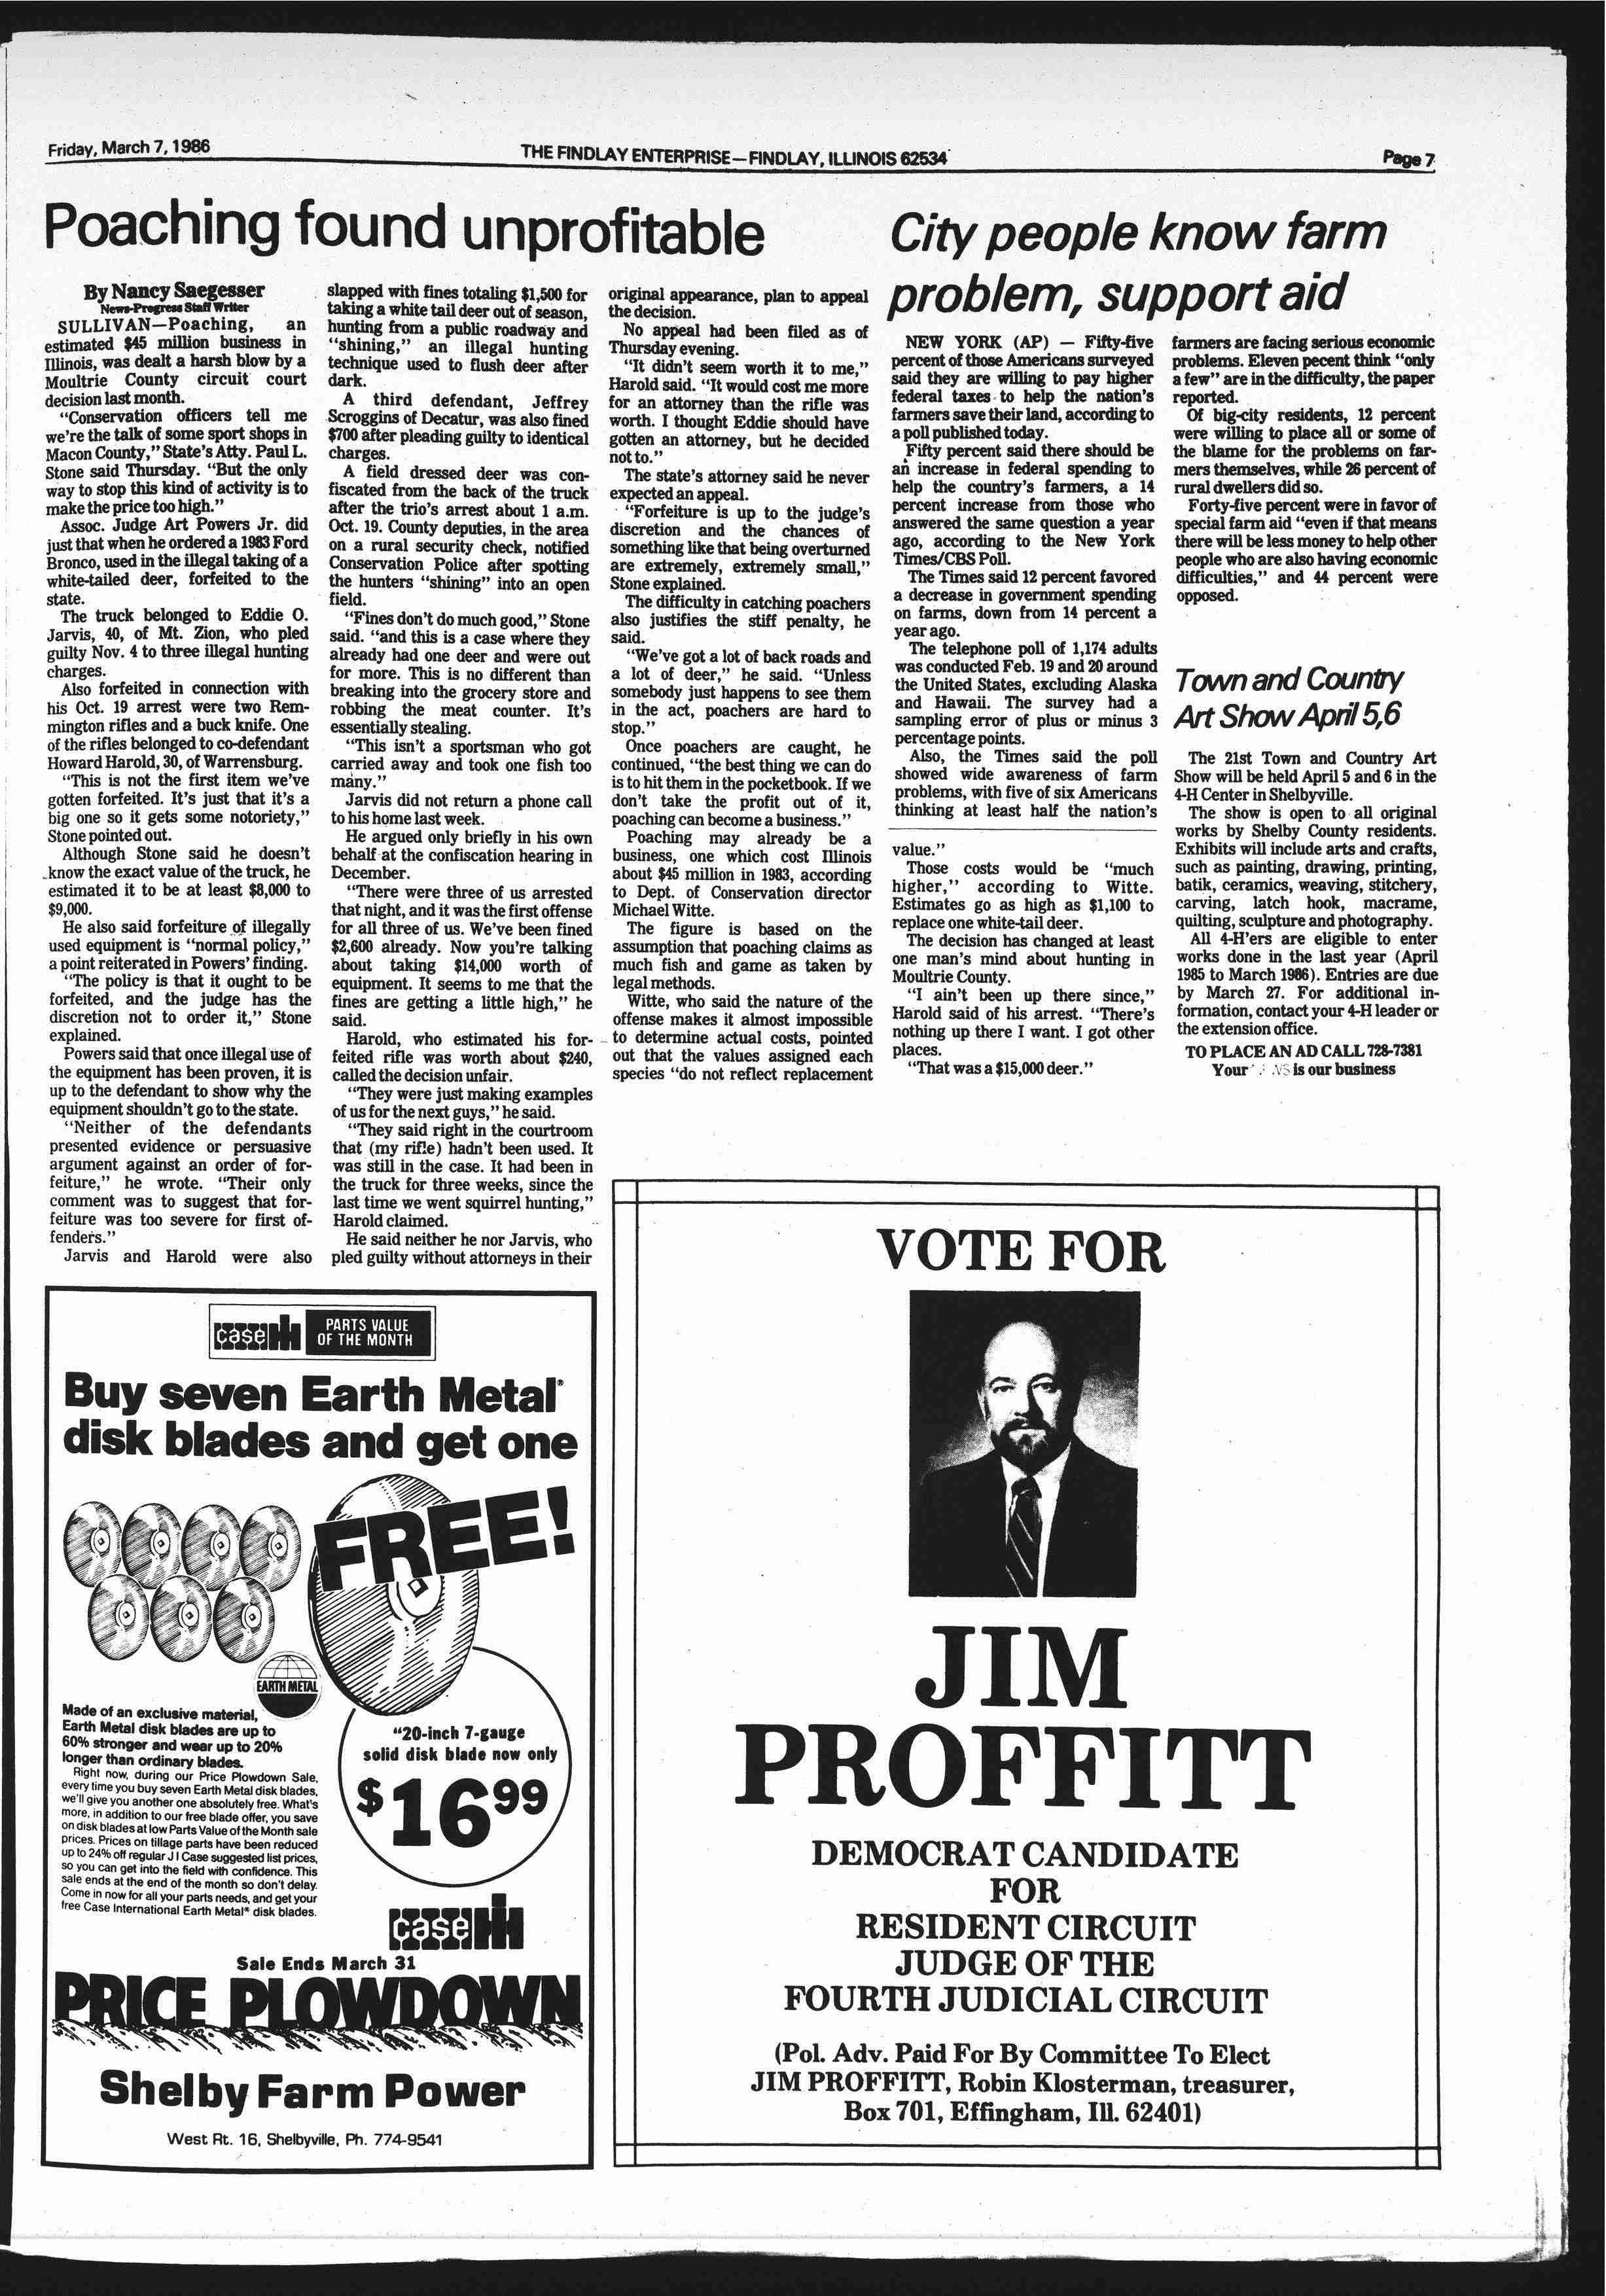 Friday, March 7, 1986
THE FINDLAY ENTERPRISE—FINDLAY, ILLINOIS 62534
Page 7
Poaching found unprofitable
By Nancy Saegesser
News-Progress Staff Writer
SULLIVAN—Poaching, an
estimated $45 million business in
Illinois, was dealt a harsh blow by a
Moultrie County circuit court
decision last month.
"Conservation officers tell me
we're the talk of some sport shops in
Macon County," State's Atty. Paul L.
Stone said Thursday. "But the only
way to stop this kind of activity is to
make the price too high."
Assoc. Judge Art Powers Jr. did
just that when he ordered a 1983 Ford
Bronco, used in the illegal taking of a
white-tailed deer, forfeited to the
state.
The truck belonged to Eddie O.
Jarvis, 40, of Mt. Zion, who pled
guilty Nov. 4 to three illegal hunting
charges.
Also forfeited in connection with
his Oct. 19 arrest were two Rem-
mington rifles and a buck knife. One
of the rifles belonged to co-defendant
Howard Harold, 30, of Warrensburg.
"This is not the first item we've
gotten forfeited. It's just that it's a
big one so it gets some notoriety,"
Stone pointed out.
Although Stone said he doesn't
know the exact value of the truck, he
estimated it to be at least $8,000 to
$9,000.
He also said forfeiture of illegally
used equipment is "normal policy,"
a point reiterated in Powers' finding.
"The policy is that it ought to be
forfeited, and the judge has the
discretion not to order it," Stone
explained.
Powers said that once illegal use of
the equipment has been proven, it is
up to the defendant to show why the
equipment shouldn't go to the state.
"Neither of the defendants
presented evidence or persuasive
argument against an order of for-
feiture," he wrote. "Their only
comment was to suggest that for-
feiture was too severe for first of-
fenders."
Jarvis and Harold were also
slapped with fines totaling $1,500 for
taking a white tail deer out of season,
hunting from a public roadway and
"shining," an illegal hunting
technique used to flush deer after
dark.
A third defendant, Jeffrey
Scroggins of Decatur, was also fined
$700 after pleading guilty to identical
charges.
A field dressed deer was con-
fiscated from the back of the truck
after the trio's arrest about 1 a.m.
Oct. 19. County deputies, in the area
on a rural security check, notified
Conservation Police after spotting
the hunters "shining" into an open
field.
"Fines don't do much good," Stone
said. "and this is a case where they
already had one deer and were out
for more. This is no different than
breaking into the grocery store and
robbing the meat counter. It's
essentially stealing.
"This isn't a sportsman who got
carried away and took one fish too
many."
Jarvis did not return a phone call
to his home last week.
He argued only briefly in his own
behalf at the confiscation hearing in
December.
"There were three of us arrested
that night, and it was the first offense
for all three of us. We've been fined
$2,600 already. Now you're talking
about taking $14,000 worth of
equipment. It seems to me that the
fines are getting a little high," he
said.
Harold, who estimated his for-
feited rifle was worth about $240,
called the decision unfair.
"They were just making examples
of us for the next guys," he said.
"They said right in the courtroom
that (my rifle) hadn't been used. It
was still in the case. It had been in
the truck for three weeks, since the
last time we went squirrel hunting,"
Harold claimed.
He said neither he nor Jarvis, who
pled guilty without attorneys in their
original appearance, plan to appeal
the decision.
No appeal had been filed as of
Thursday evening.
"It didn't seem worth it to me,"
Harold said. "It would cost me more
for an attorney than the rifle was
worth. I thought Eddie should have
gotten an attorney, but he decided
not to."
The state's attorney said he never
expected an appeal.
"Forfeiture is up to the judge's
discretion and the chances of
something like that being overturned
are extremely, extremely small,"
Stone explained.
The difficulty in catching poachers
also justifies the stiff penalty, he
said.
"We've got a lot of back roads and
a lot of deer," he said. "Unless
somebody just happens to see them
in the act, poachers are hard to
stop."
Once poachers are caught, he
continued, "the best thing we can do
is to hit them in the pocketbook. If we
don't take the profit out of it,
poaching can become a business."
Poaching may already be a
business, one which cost Illinois
about $45 million in 1983, according
to Dept. of Conservation director
Michael Witte.
The figure is based on the
assumption that poaching claims as
much fish and game as taken by
legal methods.
Witte, who said the nature of the
offense makes it almost impossible
to determine actual costs, pointed
out that the values assigned each
species "do not reflect replacement
value."
Those costs would be "much
higher," according to Witte.
Estimates go as high as $1,100 to
replace one white-tail deer.
The decision has changed at least
one man's mind about hunting in
Moultrie County.
"I ain't been up there since,"
Harold said of his arrest. "There's
nothing up there I want. I got other
places.
"That was a $15,000 deer."
City people know farm
problem, support aid
NEW YORK (AP) — Fifty-five
percent of those Americans surveyed
said they are willing to pay higher
federal taxes to help the nation's
farmers save their land, according to
a poll published today.
Fifty percent said there should be
an increase in federal spending to
help the country's farmers, a 14
percent increase from those who
answered the same question a year
ago, according to the New York
Times/CBS Poll.
The Times said 12 percent favored
a decrease in government spending
on farms, down from 14 percent a
year ago.
The telephone poll of 1,174 adults
was conducted Feb. 19 and 20 around
the United States, excluding Alaska
and Hawaii. The survey had a
sampling error of plus or minus 3
percentage points.
Also, the Times said the poll
showed wide awareness of farm
problems, with five of six Americans
thinking at least half the nation's
farmers are facing serious economic
problems. Eleven pecent think "only
a few" are in the difficulty, the paper
reported.
Of big-city residents, 12 percent
were willing to place all or some of
the blame for the problems on far-
mers themselves, while 26 percent of
rural dwellers did so.
Forty-five percent were in favor of
special farm aid "even if that means
there will be less money to help other
people who are also having economic
difficulties," and 44 percent were
opposed.
Town and Country
Art Show April 5,6
The 21st Town and Country Art
Show will be held April 5 and 6 in the
4-H Center in Shelbyville.
The show is open to all original
works by Shelby County residents.
Exhibits will include arts and crafts,
such as painting, drawing, printing,
batik, ceramics, weaving, stitchery,
carving, latch hook, macrame,
quilting, sculpture and photography.
All 4-H'ers are eligible to enter
works done in the last year (April
1985 to March 1986). Entries are due
by March 27. For additional in-
formation, contact your 4-H leader or
the extension office.
TO PLACE AN AD CALL 728-7381
Your is our business
case IH
PARTS VALUE
OF THE MONTH
Buy seven Earth Metal®
disk blades and get one
FREE!
EARTH METAL
Made of an exclusive material,
Earth Metal disk blades are up to
60% stronger and wear up to 20%
longer than ordinary blades.
Right now, during our Price Plowdown Sale,
every time you buy seven Earth Metal disk blades,
we'll give you another one absolutely free. What's
more, in addition to our free blade offer, you save
on disk blades at low Parts Value of the Month sale
prices. Prices on tillage parts have been reduced
up to 24% off regular J I Case suggested list prices,
so you can get into the field with confidence. This
sale ends at the end of the month so don't delay.
Come in now for all your parts needs, and get your
free Case International Earth Metal® disk blades.
"20-inch 7-gauge
solid disk blade now only
$16 99
case IH
Sale Ends March 31
PRICE PLOWDOWN
Shelby Farm Power
West Rt. 16, Shelbyville, Ph. 774-9541
VOTE FOR
JIM
PROFFITT
DEMOCRAT CANDIDATE
FOR
RESIDENT CIRCUIT
JUDGE OF THE
FOURTH JUDICIAL CIRCUIT
(Pol. Adv. Paid For By Committee To Elect
JIM PROFFITT, Robin Klosterman, treasurer,
Box 701, Effingham, Ill. 62401)